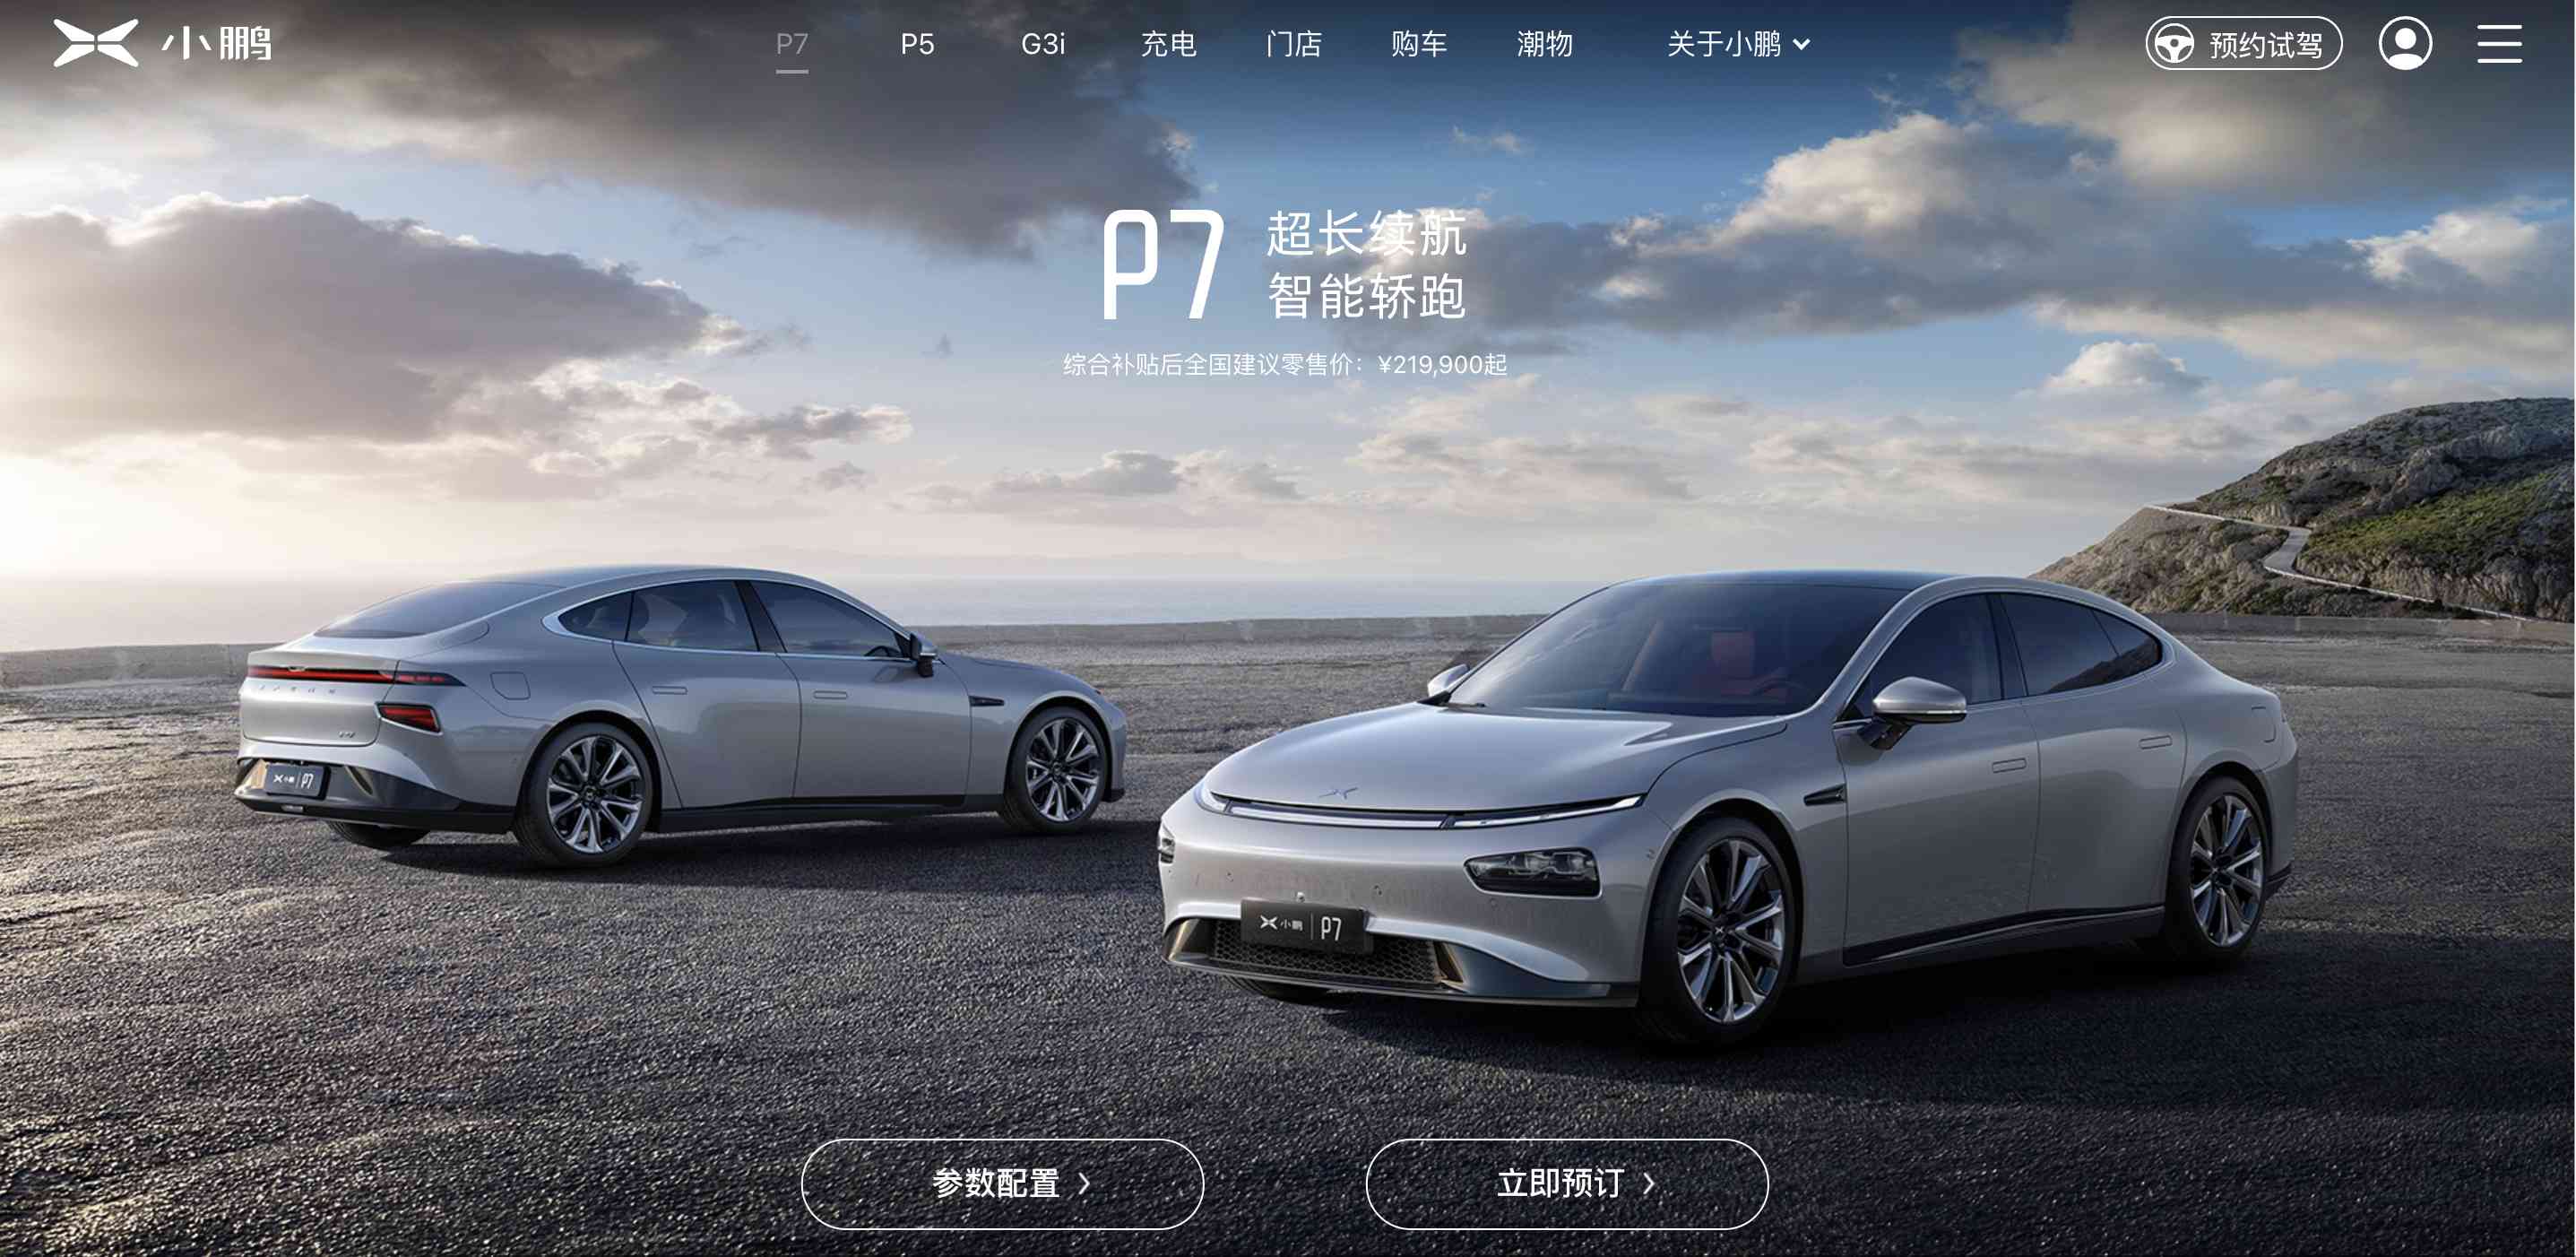 小鹏
P7
P5
G3i
充电
门店
购车
潮物
关于小鹏
预约试驾
P7
超长续航
智能轿跑
综合补贴后全国建议零售价：¥219,900起
小鹏 P7
小鹏 P7
参数配置
立即预订